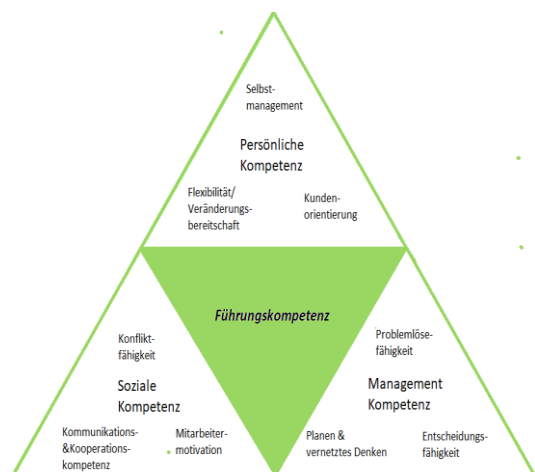 Selbst-
management
Persönliche
Kompetenz
Flexibilität/
Veränderungs-
bereitschaft
Kunden-
orientierung
Führungskompetenz
Konflikt-
fähigkeit
Soziale
Kompetenz
Kommunikations-
&Kooperations-
kompetenz
Mitarbeiter-
motivation
Problemlöse-
fähigkeit
Management
Kompetenz
Planen &
vernetztes Denken
Entscheidungs-
fähigkeit